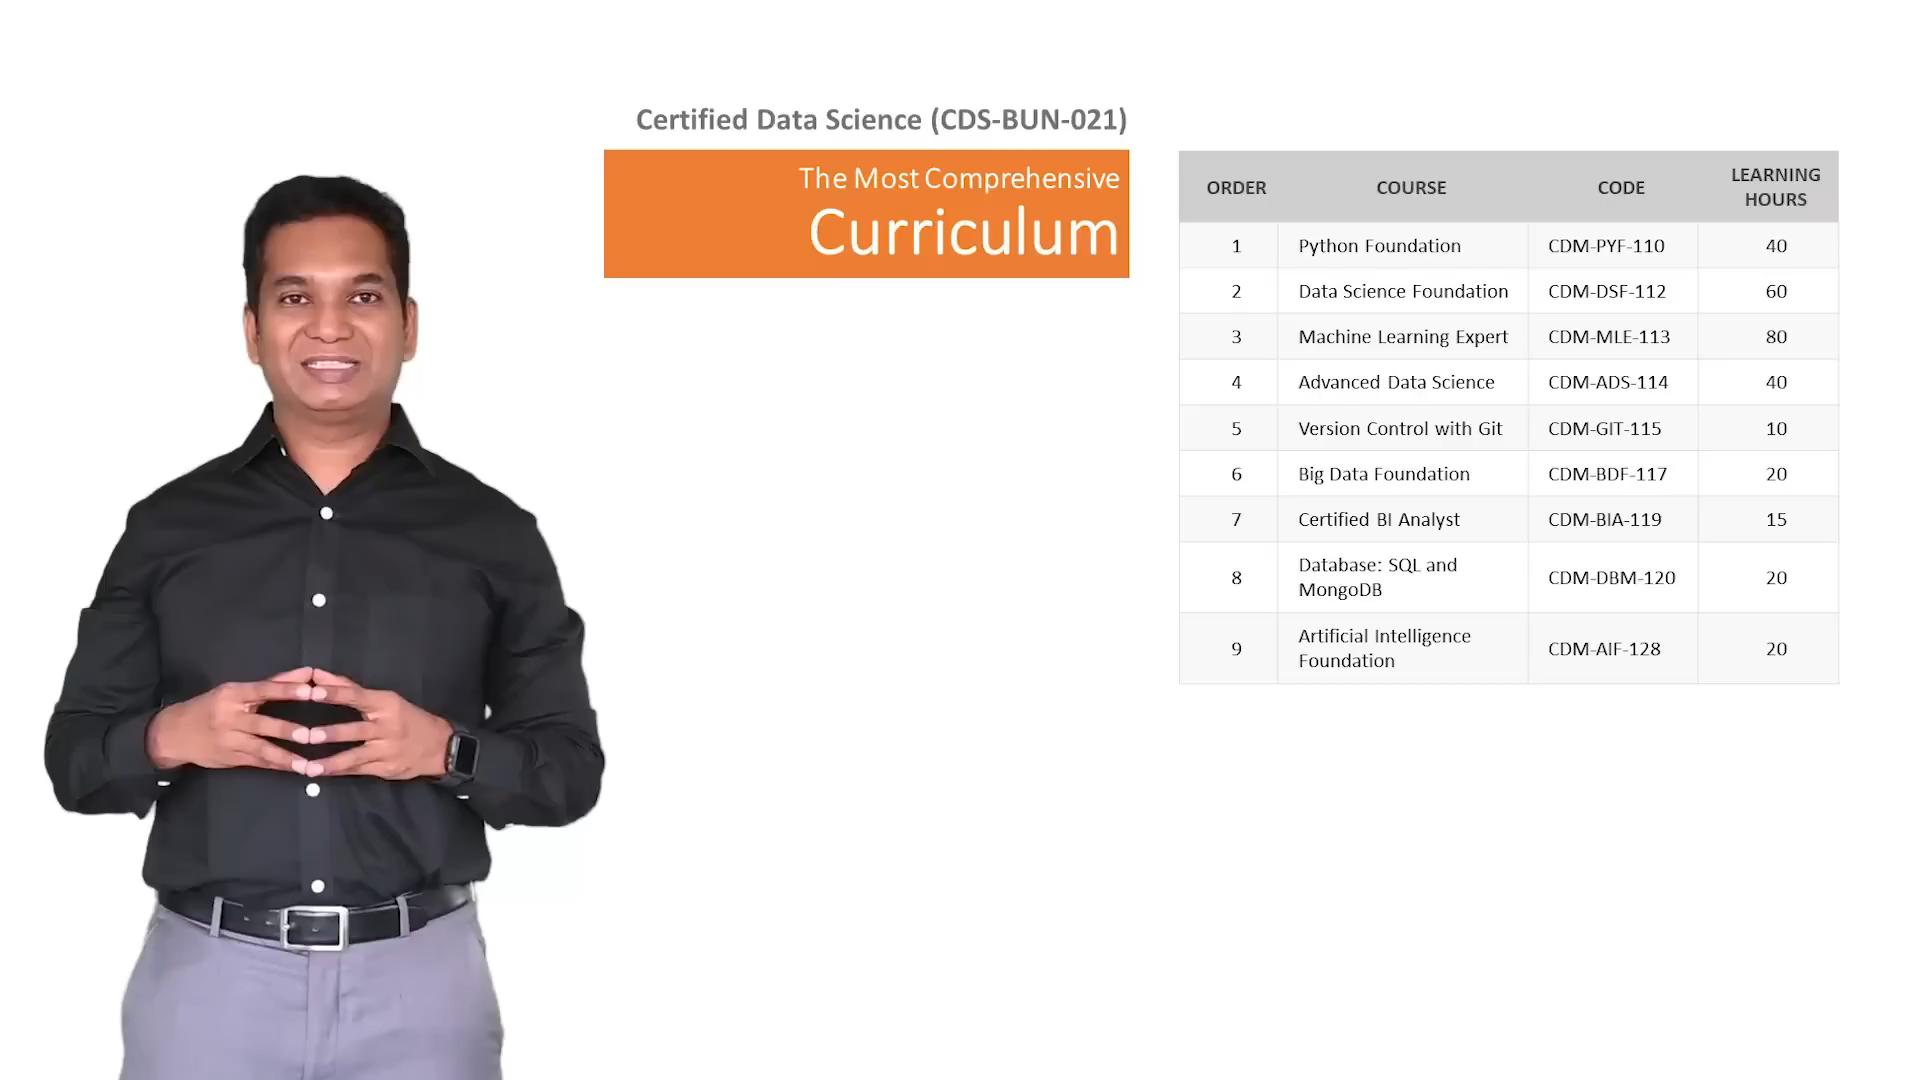 Certified Data Science (CDS-BUN-021)
The Most Comprehensive
Curriculum
ORDER COURSE CODE LEARNING HOURS
1 Python Foundation CDM-PYF-110 40
2 Data Science Foundation CDM-DSF-112 60
3 Machine Learning Expert CDM-MLE-113 80
4 Advanced Data Science CDM-ADS-114 40
5 Version Control with Git CDM-GIT-115 10
6 Big Data Foundation CDM-BDF-117 20
7 Certified BI Analyst CDM-BIA-119 15
8 Database: SQL and MongoDB CDM-DBM-120 20
9 Artificial Intelligence Foundation CDM-AIF-128 20